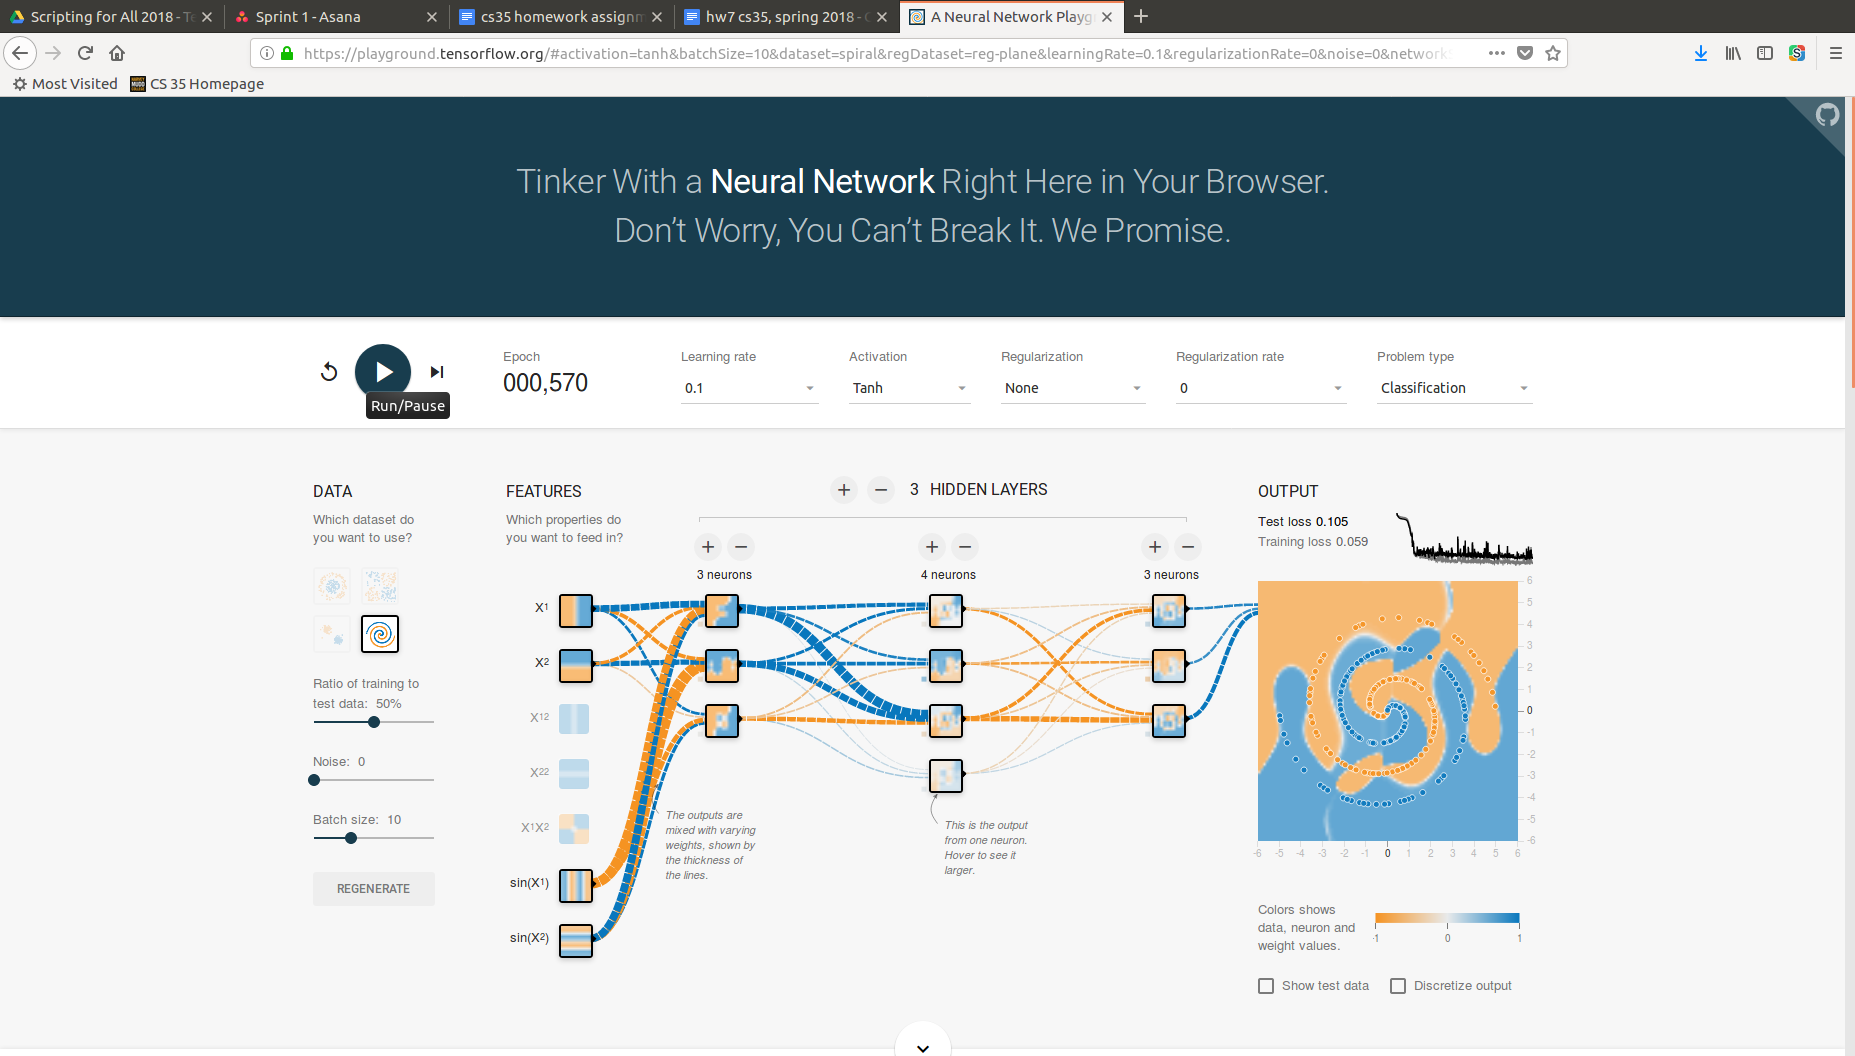 Scripting for All 2018 - Te
Sprint 1 - Asana
cs35 homework assignm
hw7 cs35, spring 2018 - G
A Neural Network Playg
https://playground.tensorflow.org/#activation=tanh&batchSize=10&dataset=spiral&regDataset=reg-plane&learningRate=0.1&regularizationRate=0&noise=0&networkS
Most Visited
CS 35 Homepage
Tinker With a Neural Network Right Here in Your Browser.
Don't Worry, You Can't Break It. We Promise.
Run/Pause
Epoch
000,570
Learning rate
0.1
Activation
Tanh
Regularization
None
Regularization rate
0
Problem type
Classification
DATA
Which dataset do
you want to use?
Ratio of training to
test data: 50%
Noise: 0
Batch size: 10
REGENERATE
FEATURES
Which properties do
you want to feed in?
X1
X2
X12
X22
X1X2
sin(X1)
sin(X2)
+ − 3 HIDDEN LAYERS
+ −
3 neurons
+ −
4 neurons
+ −
3 neurons
The outputs are
mixed with varying
weights, shown by
the thickness of
the lines.
This is the output
from one neuron.
Hover to see it
larger.
OUTPUT
Test loss 0.105
Training loss 0.059
6
5
4
3
2
1
0
-1
-2
-3
-4
-5
-6
-6 -5 -4 -3 -2 -1 0 1 2 3 4 5 6
Colors shows
data, neuron and
weight values.
-1 0 1
Show test data
Discretize output